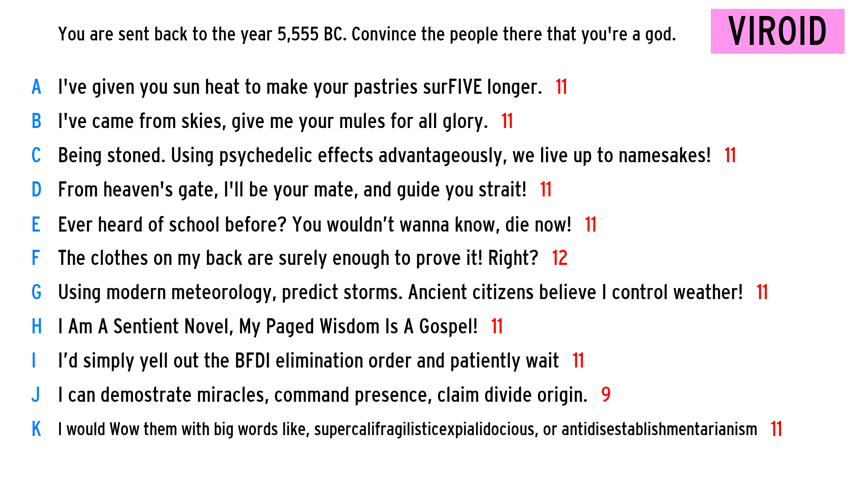 You are sent back to the year 5,555 BC. Convince the people there that you're a god.
VIROID
A I've given you sun heat to make your pastries surFIVE longer. 11
B I've came from skies, give me your mules for all glory. 11
C Being stoned. Using psychedelic effects advantageously, we live up to namesakes! 11
D From heaven's gate, I'll be your mate, and guide you strait! 11
E Ever heard of school before? You wouldn’t wanna know, die now! 11
F The clothes on my back are surely enough to prove it! Right? 12
G Using modern meteorology, predict storms. Ancient citizens believe I control weather! 11
H I Am A Sentient Novel, My Paged Wisdom Is A Gospel! 11
I I’d simply yell out the BFDI elimination order and patiently wait 11
J I can demostrate miracles, command presence, claim divide origin. 9
K I would Wow them with big words like, supercalifragilisticexpialidocious, or antidisestablishmentarianism 11